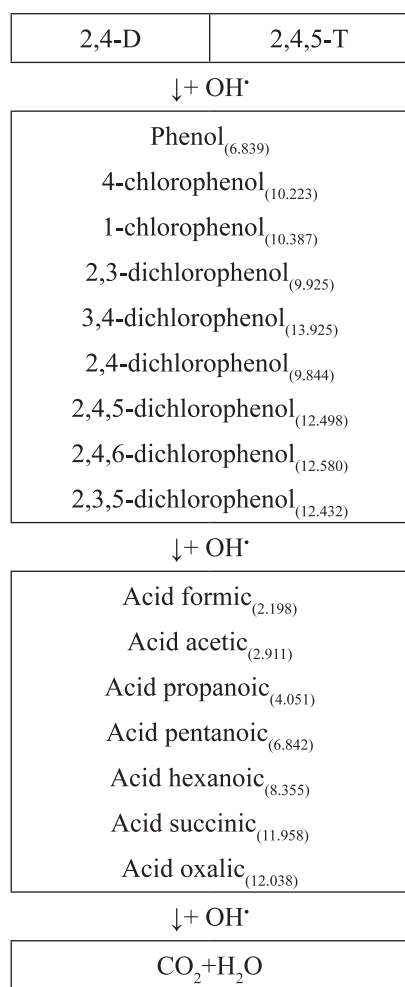 2,4-D 2,4,5-T
↓+ OH•
Phenol(6.839)
4-chlorophenol(10.223)
1-chlorophenol(10.387)
2,3-dichlorophenol(9.925)
3,4-dichlorophenol(13.925)
2,4-dichlorophenol(9.844)
2,4,5-dichlorophenol(12.498)
2,4,6-dichlorophenol(12.580)
2,3,5-dichlorophenol(12.432)
↓+ OH•
Acid formic(2.198)
Acid acetic(2.911)
Acid propanoic(4.051)
Acid pentanoic(6.842)
Acid hexanoic(8.355)
Acid succinic(11.958)
Acid oxalic(12.038)
↓+ OH•
CO₂+H₂O